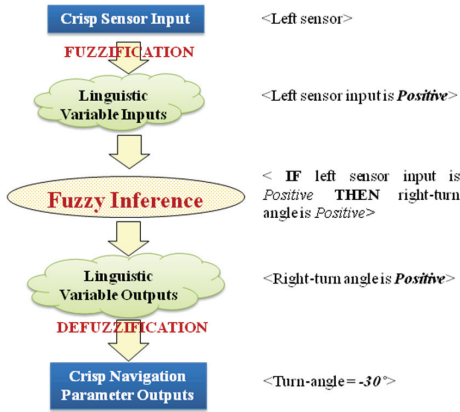 Crisp Sensor Input
<Left sensor>
FUZZIFICATION
Linguistic
Variable Inputs
<Left sensor input is Positive>
Fuzzy Inference
< IF left sensor input is
Positive THEN right-turn
angle is Positive>
Linguistic
Variable Outputs
<Right-turn angle is Positive>
DEFUZZIFICATION
Crisp Navigation
Parameter Outputs
<Turn-angle = -30°>